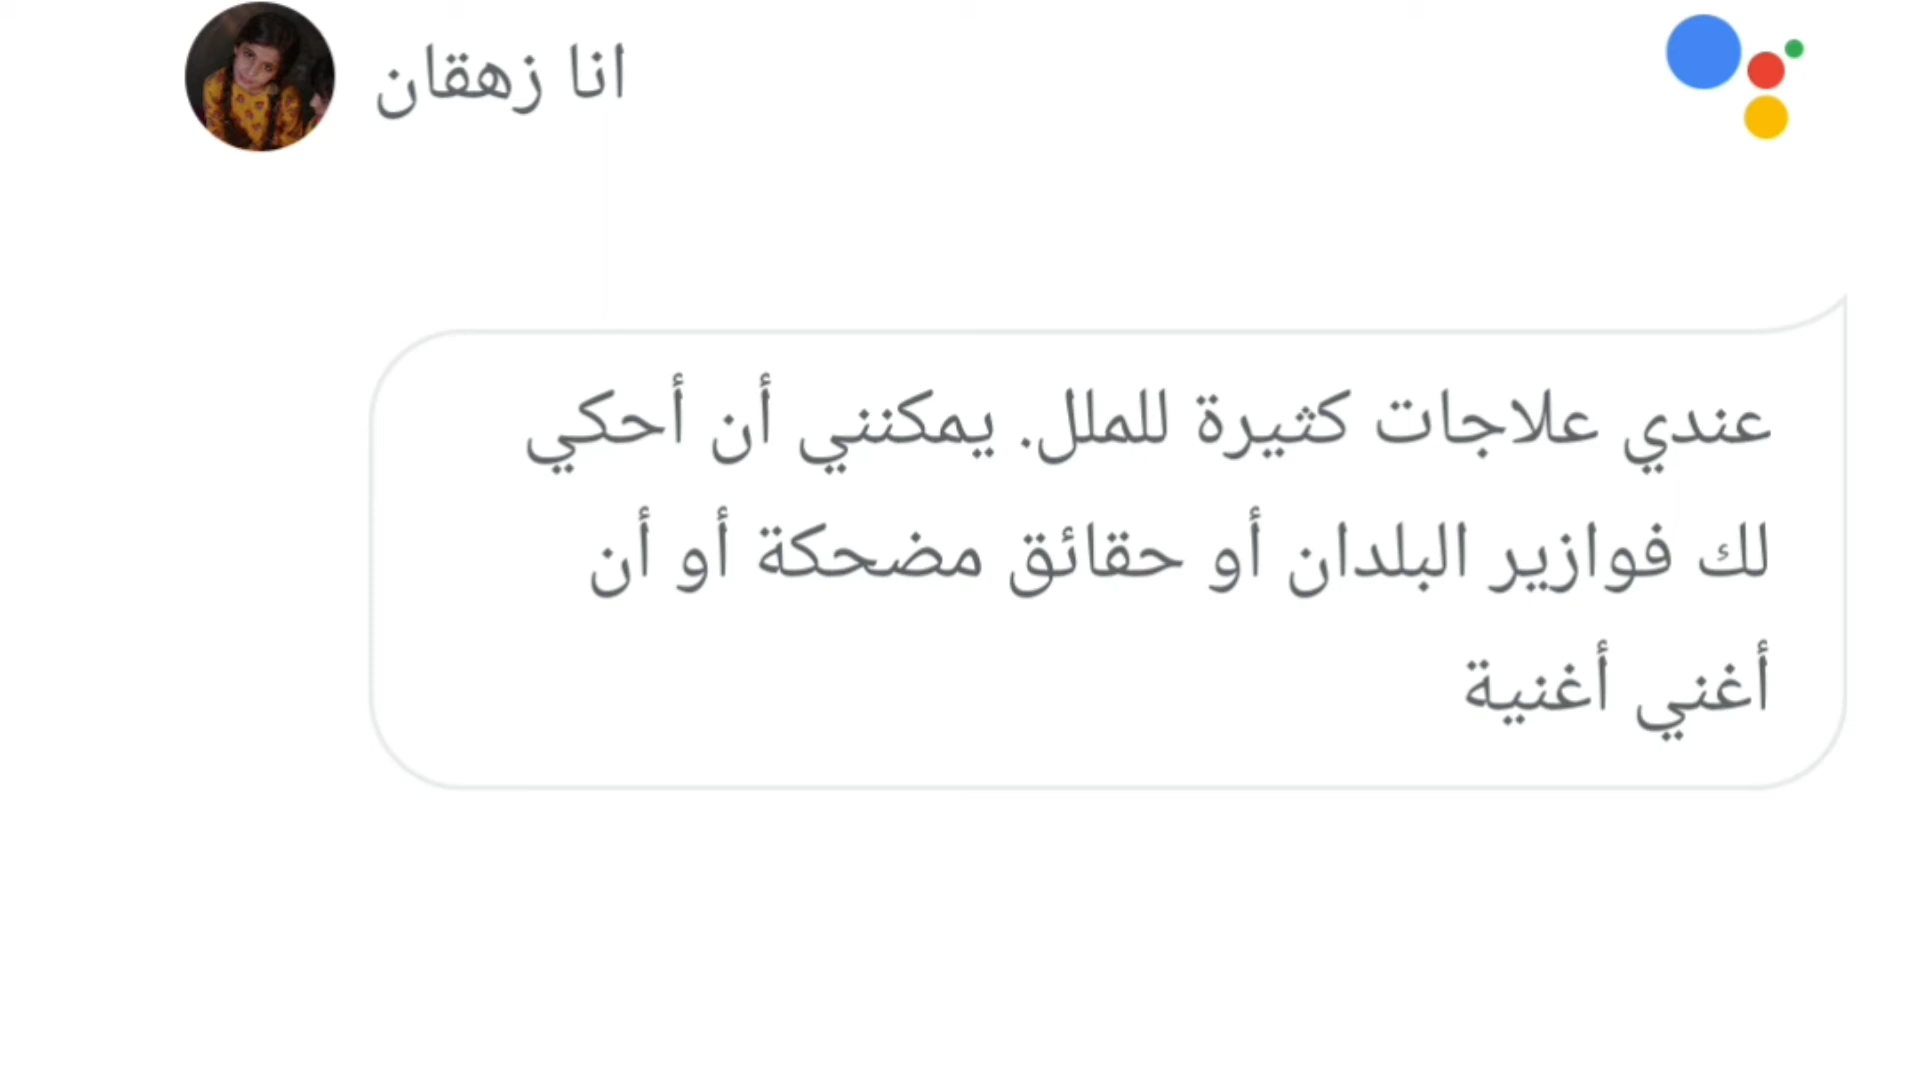 انا زهقان
عندي علاجات كثيرة للملل. يمكنني أن أحكي
لك فوازير البلدان أو حقائق مضحكة أو أن
أغني أغنية